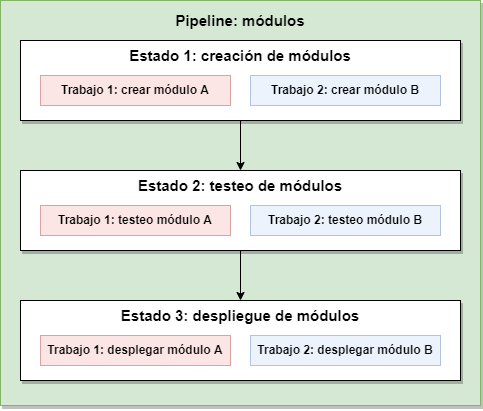 Pipeline: módulos
Estado 1: creación de módulos
Trabajo 1: crear módulo A
Trabajo 2: crear módulo B
Estado 2: testeo de módulos
Trabajo 1: testeo módulo A
Trabajo 2: testeo módulo B
Estado 3: despliegue de módulos
Trabajo 1: desplegar módulo A
Trabajo 2: desplegar módulo B